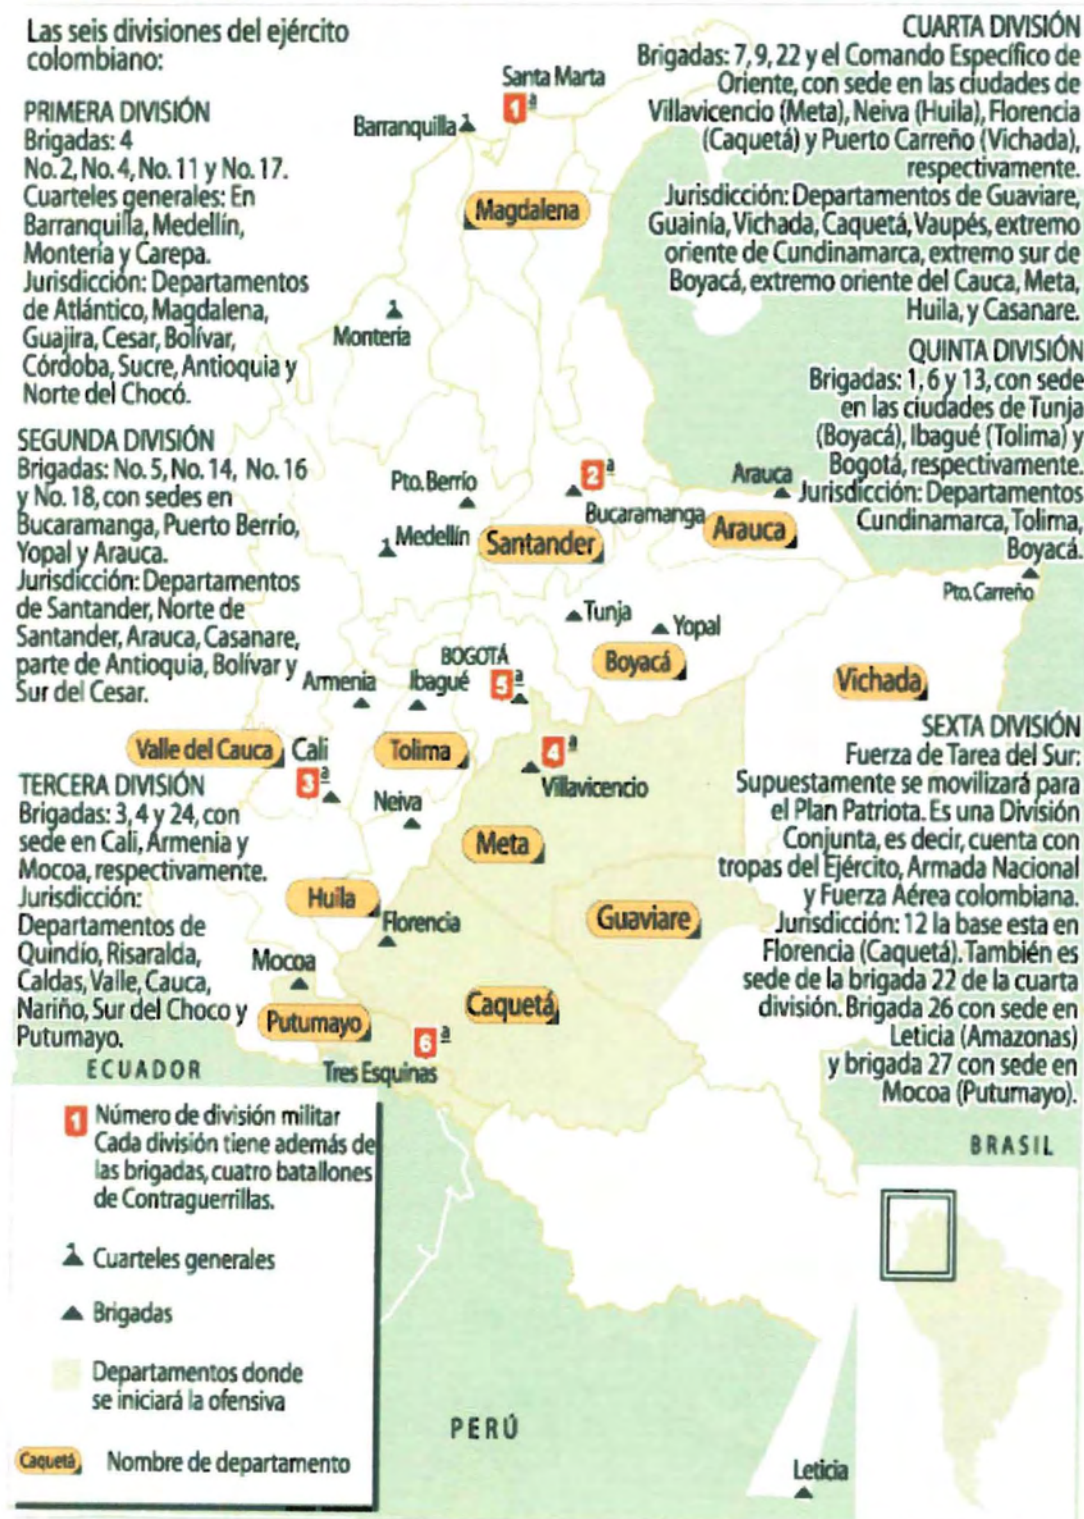 Las seis divisiones del ejército
colombiano:
PRIMERA DIVISIÓN
Brigadas: 4
No. 2, No. 4, No. 11 y No. 17.
Cuarteles generales: En
Barranquilla, Medellín,
Montería y Carepa.
Jurisdicción: Departamentos
de Atlántico, Magdalena,
Guajira, Cesar, Bolívar,
Córdoba, Sucre, Antioquia y
Norte del Chocó.
SEGUNDA DIVISIÓN
Brigadas: No. 5, No. 14, No. 16
y No. 18, con sedes en
Bucaramanga, Puerto Berrío,
Yopal y Arauca.
Jurisdicción: Departamentos
de Santander, Norte de
Santander, Arauca, Casanare,
parte de Antioquia, Bolívar y
Sur del Cesar.
TERCERA DIVISIÓN
Brigadas: 3, 4 y 24, con
sede en Cali, Armenia y
Mocoa, respectivamente.
Jurisdicción:
Departamentos de
Quindío, Risaralda,
Caldas, Valle, Cauca,
Nariño, Sur del Choco y
Putumayo.
CUARTA DIVISIÓN
Brigadas: 7, 9, 22 y el Comando Específico de
Oriente, con sede en las ciudades de
Villavicencio (Meta), Neiva (Huila), Florencia
(Caquetá) y Puerto Carreño (Vichada),
respectivamente.
Jurisdicción: Departamentos de Guaviare,
Guainía, Vichada, Caquetá, Vaupés, extremo
oriente de Cundinamarca, extremo sur de
Boyacá, extremo oriente del Cauca, Meta,
Huila, y Casanare.
QUINTA DIVISIÓN
Brigadas: 1, 6 y 13, con sede
en las ciudades de Tunja
(Boyacá), Ibagué (Tolima) y
Bogotá, respectivamente.
Jurisdicción: Departamentos
Cundinamarca, Tolima,
Boyacá.
SEXTA DIVISIÓN
Fuerza de Tarea del Sur:
Supuestamente se movilizará para
el Plan Patriota. Es una División
Conjunta, es decir, cuenta con
tropas del Ejército, Armada Nacional
y Fuerza Aérea colombiana.
Jurisdicción: 12 la base esta en
Florencia (Caquetá). También es
sede de la brigada 22 de la cuarta
división. Brigada 26 con sede en
Leticia (Amazonas)
y brigada 27 con sede en
Mocoa (Putumayo).
Santa Marta
1ª
Barranquilla
Magdalena
Montería
Pto. Berrío
2ª
Bucaramanga
Arauca
Medellín
Santander
Arauca
Pto. Carreño
Tunja
Yopal
Boyacá
Vichada
BOGOTÁ
5ª
Armenia
Ibagué
Valle del Cauca
Cali
3ª
Tolima
4ª
Villavicencio
Neiva
Meta
Huila
Guaviare
Florencia
Mocoa
Caquetá
Putumayo
6ª
Tres Esquinas
ECUADOR
BRASIL
PERÚ
Leticia
1 Número de división militar
Cada división tiene además de
las brigadas, cuatro batallones
de Contraguerrillas.
Cuarteles generales
Brigadas
Departamentos donde
se iniciará la ofensiva
Caquetá Nombre de departamento